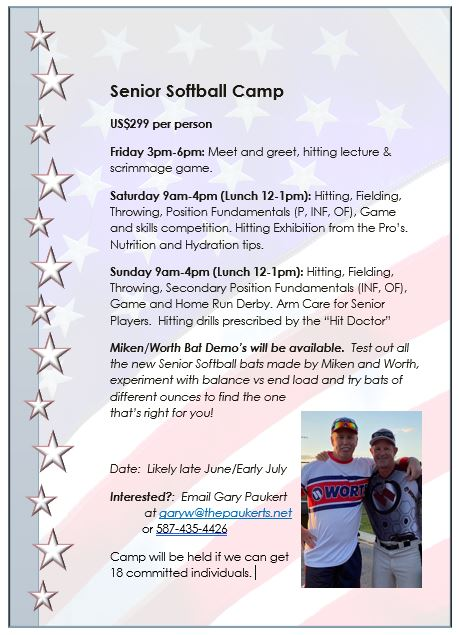 Senior Softball Camp
US$299 per person
Friday 3pm-6pm: Meet and greet, hitting lecture &
scrimmage game.
Saturday 9am-4pm (Lunch 12-1pm): Hitting, Fielding,
Throwing, Position Fundamentals (P, INF, OF), Game
and skills competition. Hitting Exhibition from the Pro's.
Nutrition and Hydration tips.
Sunday 9am-4pm (Lunch 12-1pm): Hitting, Fielding,
Throwing, Secondary Position Fundamentals (INF, OF),
Game and Home Run Derby. Arm Care for Senior
Players. Hitting drills prescribed by the "Hit Doctor"
Miken/Worth Bat Demo's will be available. Test out all
the new Senior Softball bats made by Miken and Worth,
experiment with balance vs end load and try bats of
different ounces to find the one
that's right for you!
Date: Likely late June/Early July
Interested?: Email Gary Paukert
at garyw@thepaukerts.net
or 587-435-4426
Camp will be held if we can get
18 committed individuals.
WORT